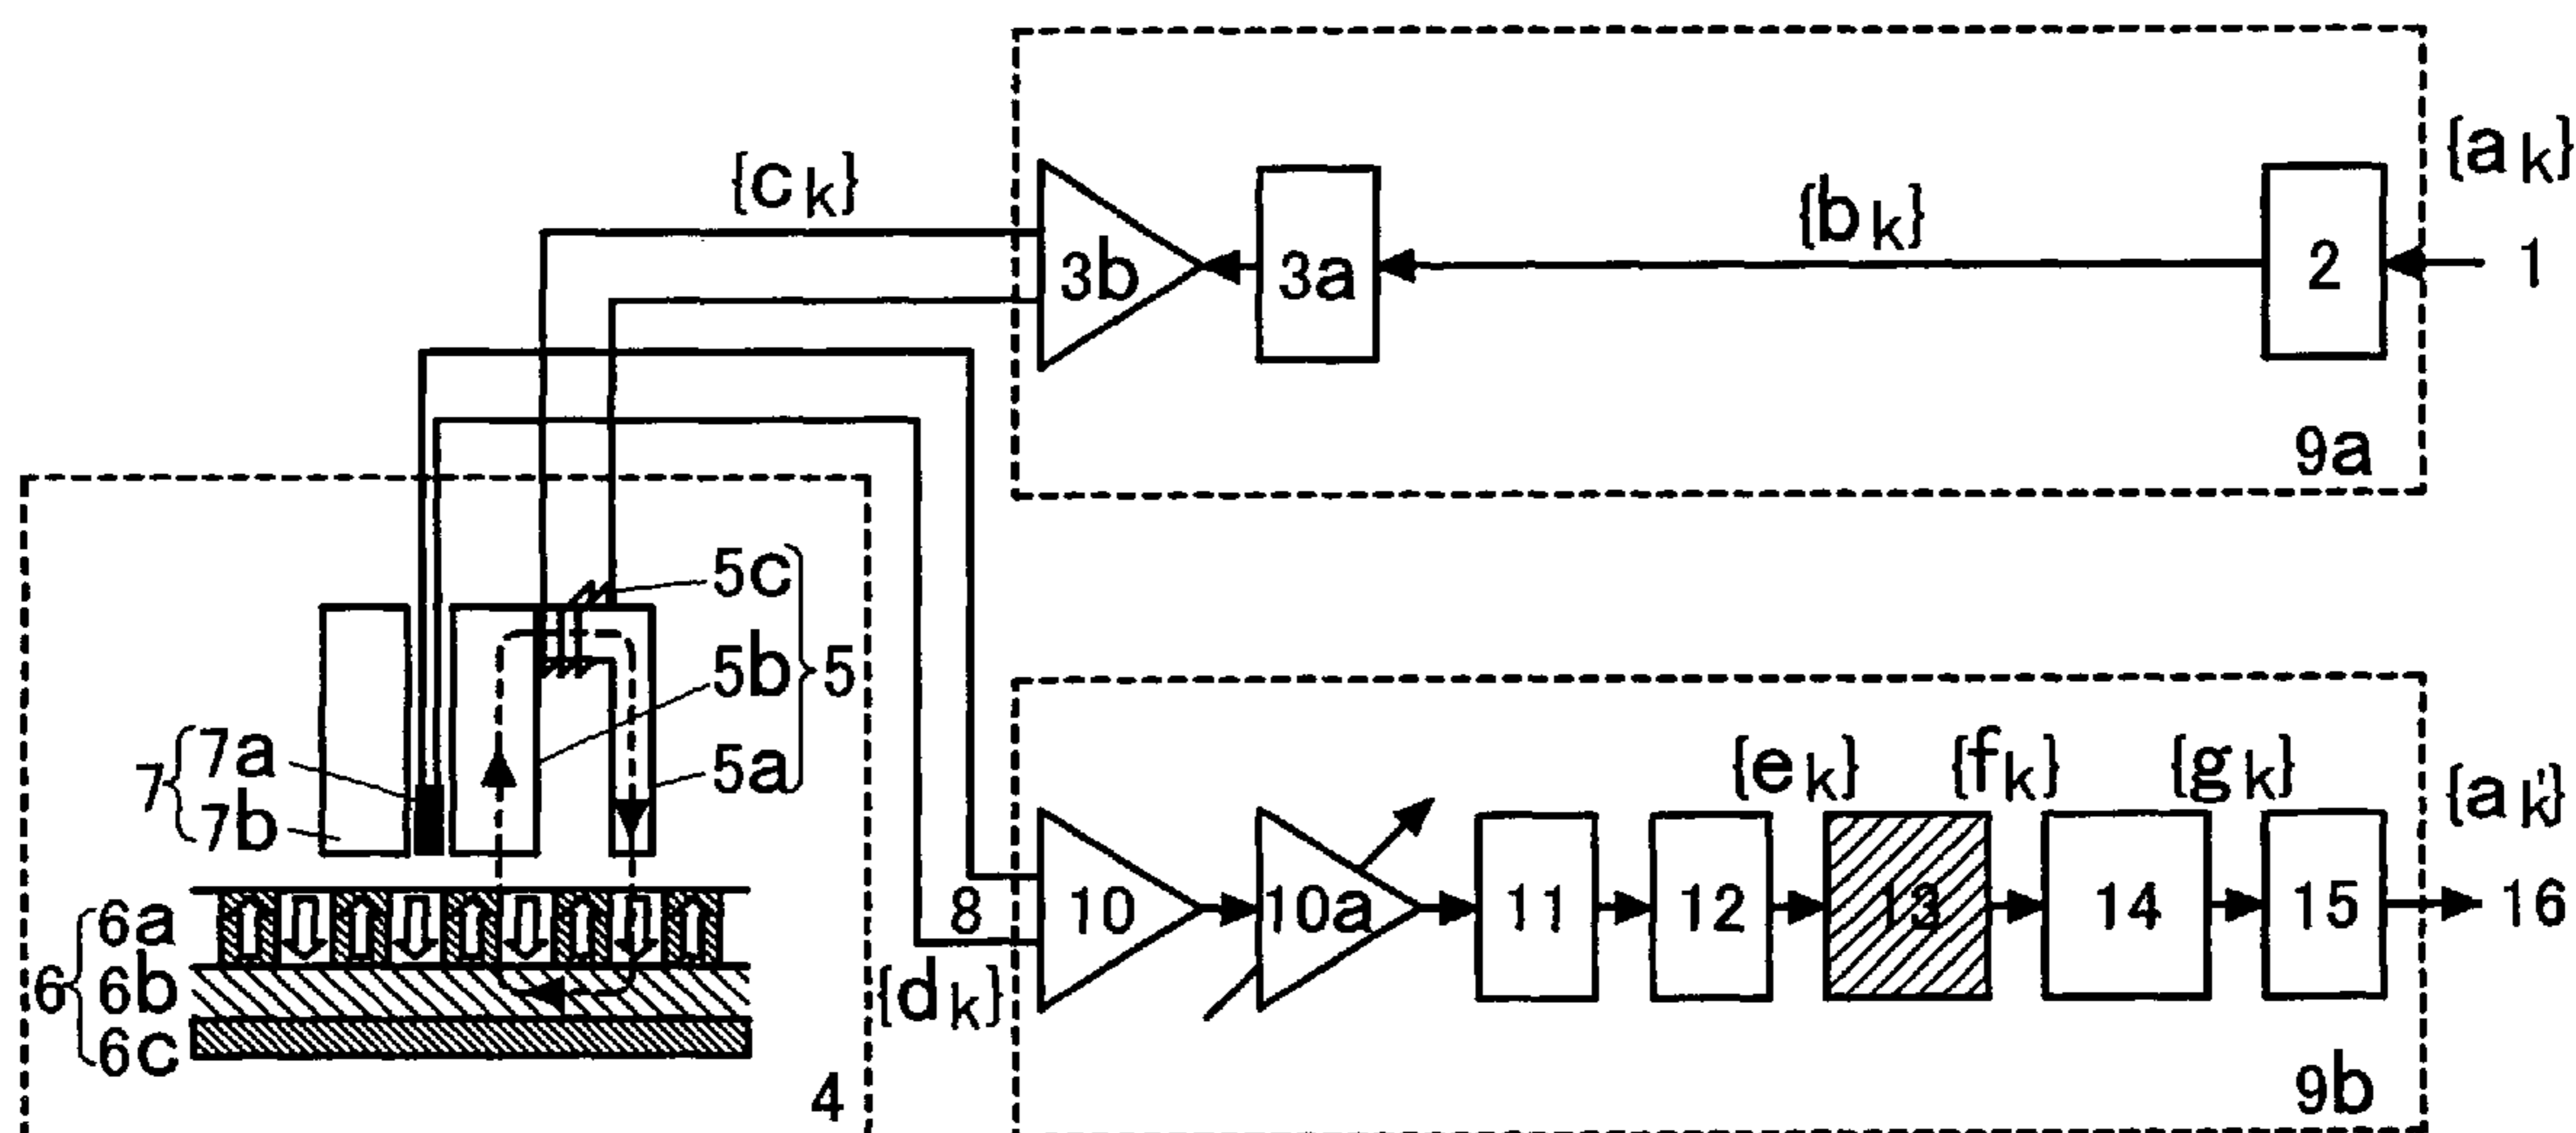 {ak}
{bk}
{ck}
3b
3a
2
1
9a
5c
5b
5
5a
7
7a
7b
{ek}
{fk}
{gk}
{ak'}
6
6a
6b
6c
8
10
10a
11
12
13
14
15
16
{dk}
4
9b